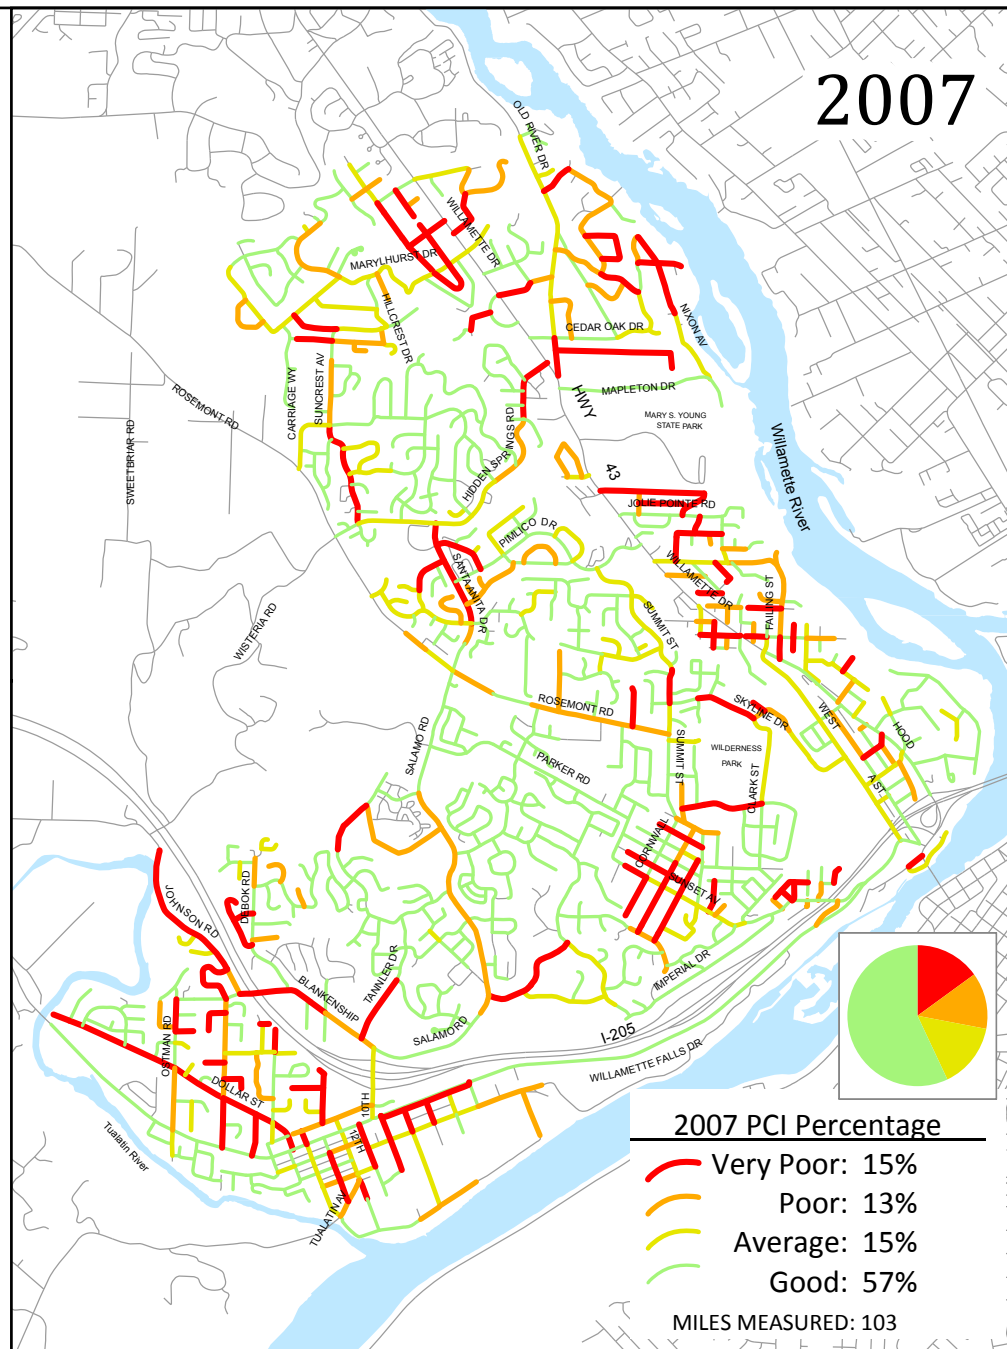 2007
OLD RIVER DR
WILLAMETTE DR
MARYLHURST DR
HILLCREST DR
CEDAR OAK DR
NIXON AV
CARRIAGE WY
SUNCREST AV
ROSEMONT RD
SWEETBRIAR RD
MAPLETON DR
HWY
43
MARY S. YOUNG
STATE PARK
HIDDEN SPRINGS RD
Willamette River
JOLIE POINTE RD
PIMLICO DR
SANTA ANITA DR
WILLAMETTE DR
FAILING ST
SUMMIT ST
WISTERIA RD
ROSEMONT RD
SKYLINE DR
WEST
A ST
HOOD
SALAMO RD
SUMMIT ST
WILDERNESS
PARK
PARKER RD
CLARK ST
CORNWALL
SUNSET AV
DEBOK RD
JOHNSON RD
TANNLER DR
BLANKENSHIP
IMPERIAL DR
SALAMO RD
I-205
WILLAMETTE FALLS DR
OSTMAN RD
DOLLAR ST
10TH
12TH
Tualatin River
TUALATIN AV
2007 PCI Percentage
Very Poor: 15%
Poor: 13%
Average: 15%
Good: 57%
MILES MEASURED: 103